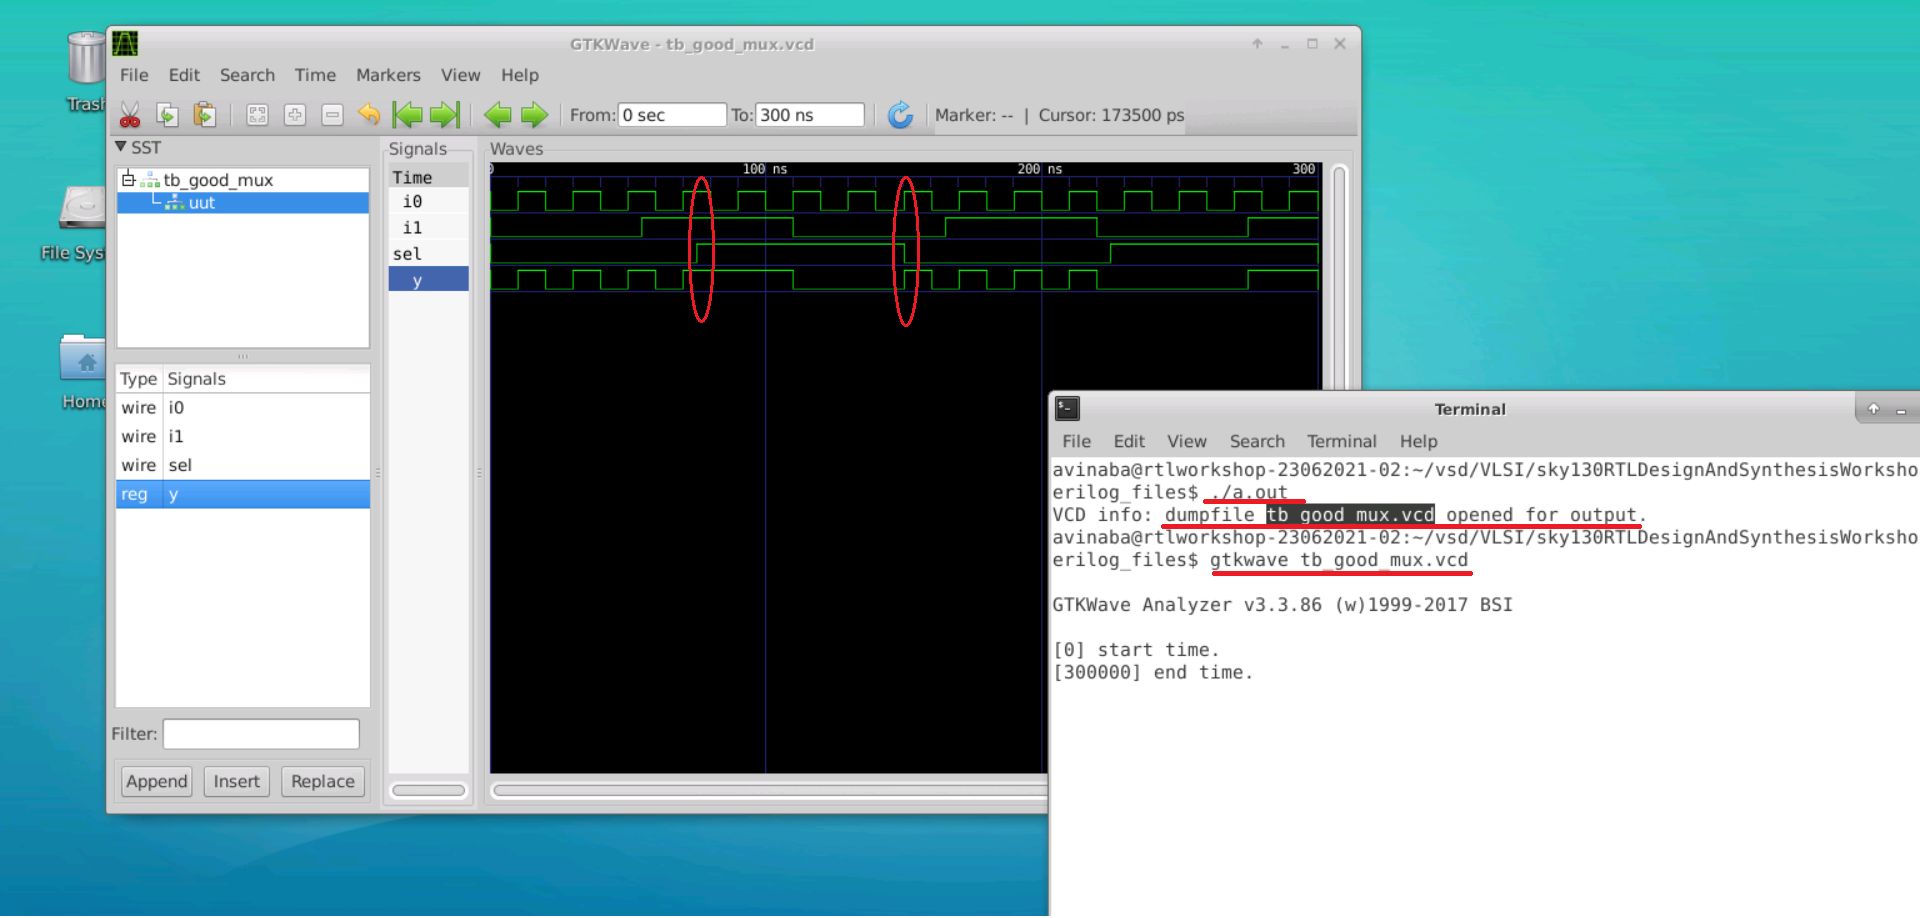 Trash
File Sys
Home
GTKWave - tb_good_mux.vcd
File Edit Search Time Markers View Help
From: 0 sec To: 300 ns Marker: -- | Cursor: 173500 ps
SST
tb_good_mux
uut
Type Signals
wire i0
wire i1
wire sel
reg y
Filter:
Append Insert Replace
Signals
Time
i0
i1
sel
y
Waves
0 100 ns 200 ns 300
Terminal
File Edit View Search Terminal Help
avinaba@rtlworkshop-23062021-02:~/vsd/VLSI/sky130RTLDesignAndSynthesisWorksho
erilog_files$ ./a.out
VCD info: dumpfile tb_good_mux.vcd opened for output.
avinaba@rtlworkshop-23062021-02:~/vsd/VLSI/sky130RTLDesignAndSynthesisWorksho
erilog_files$ gtkwave tb_good_mux.vcd
GTKWave Analyzer v3.3.86 (w)1999-2017 BSI
[0] start time.
[300000] end time.